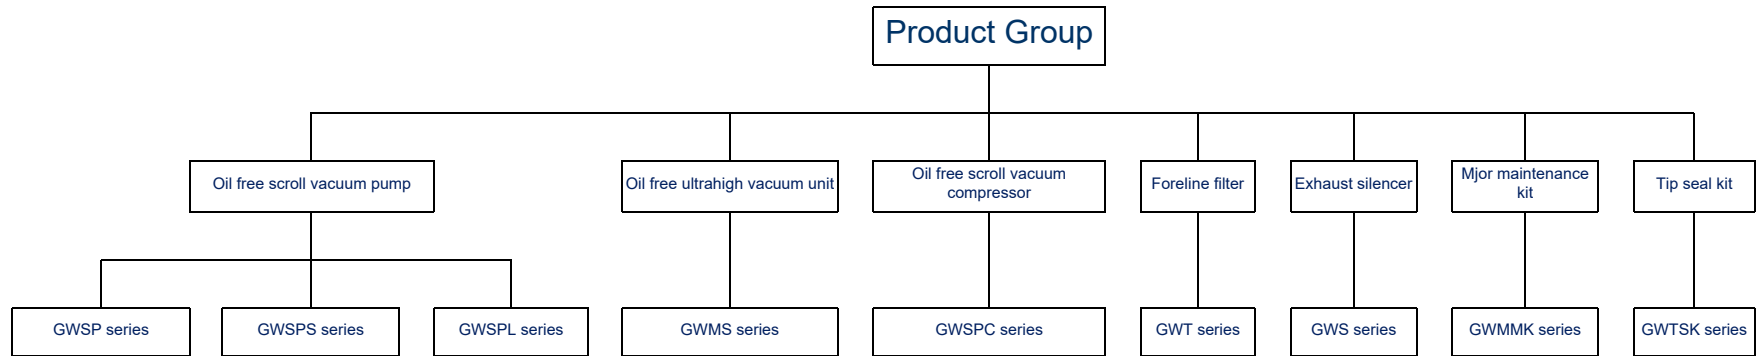 Product Group
Oil free scroll vacuum pump
Oil free ultrahigh vacuum unit
Oil free scroll vacuum
compressor
Foreline filter
Exhaust silencer
Mjor maintenance
kit
Tip seal kit
GWSP series
GWSPS series
GWSPL series
GWMS series
GWSPC series
GWT series
GWS series
GWMMK series
GWTSK series